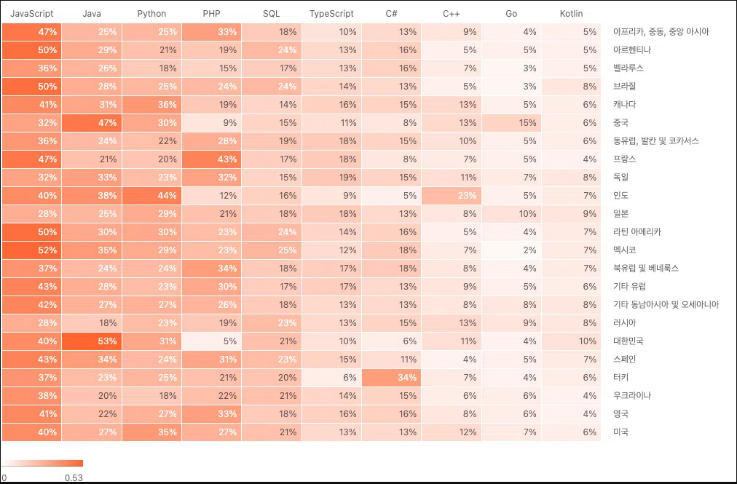 JavaScript Java Python PHP SQL TypeScript C# C++ Go Kotlin
47% 25% 25% 33% 18% 10% 13% 9% 4% 5% 아프리카, 중동, 중앙 아시아
50% 29% 21% 19% 24% 13% 16% 5% 5% 5% 아르헨티나
36% 26% 18% 15% 17% 13% 16% 7% 3% 5% 벨라루스
50% 28% 25% 24% 24% 14% 13% 5% 3% 8% 브라질
41% 31% 36% 19% 14% 16% 15% 13% 5% 6% 캐나다
32% 47% 30% 9% 15% 11% 8% 13% 15% 6% 중국
36% 24% 22% 28% 19% 18% 15% 10% 5% 6% 동유럽, 발칸 및 코카서스
47% 21% 20% 43% 17% 18% 8% 7% 5% 4% 프랑스
32% 33% 23% 32% 15% 19% 15% 11% 7% 8% 독일
40% 38% 44% 12% 16% 9% 5% 23% 5% 7% 인도
28% 25% 29% 21% 18% 18% 13% 8% 10% 9% 일본
50% 30% 30% 23% 24% 14% 16% 5% 4% 7% 라틴 아메리카
52% 35% 29% 23% 25% 12% 18% 7% 2% 7% 멕시코
37% 24% 24% 34% 18% 17% 18% 8% 4% 7% 북유럽 및 베네룩스
43% 28% 23% 30% 17% 17% 13% 9% 5% 6% 기타 유럽
42% 27% 27% 26% 18% 13% 13% 8% 8% 8% 기타 동남아시아 및 오세아니아
28% 18% 23% 19% 23% 13% 15% 13% 9% 8% 러시아
40% 53% 31% 5% 21% 10% 6% 11% 4% 10% 대한민국
43% 34% 24% 31% 23% 15% 11% 4% 5% 7% 스페인
37% 23% 25% 21% 20% 6% 34% 7% 4% 6% 터키
38% 20% 18% 22% 21% 14% 15% 6% 6% 4% 우크라이나
41% 22% 27% 33% 18% 16% 16% 8% 6% 4% 영국
40% 27% 35% 27% 21% 13% 13% 12% 7% 6% 미국
0 0.53